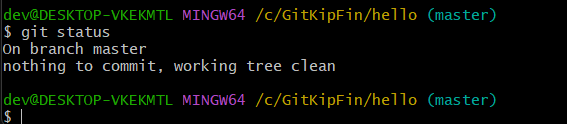 dev@DESKTOP-VKEKMTL MINGW64 /c/GitKipFin/hello (master)
$ git status
On branch master
nothing to commit, working tree clean
dev@DESKTOP-VKEKMTL MINGW64 /c/GitKipFin/hello (master)
$